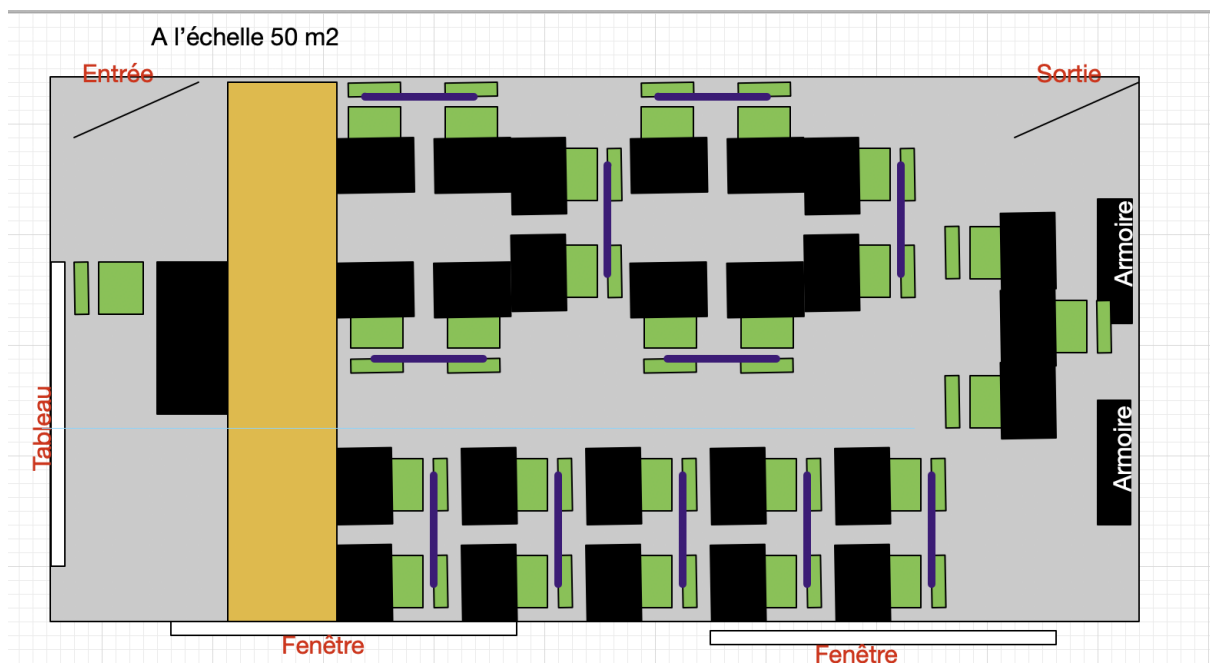 A l’échelle 50 m2
Entrée
Sortie
Armoire
Tableau
Armoire
Fenêtre
Fenêtre